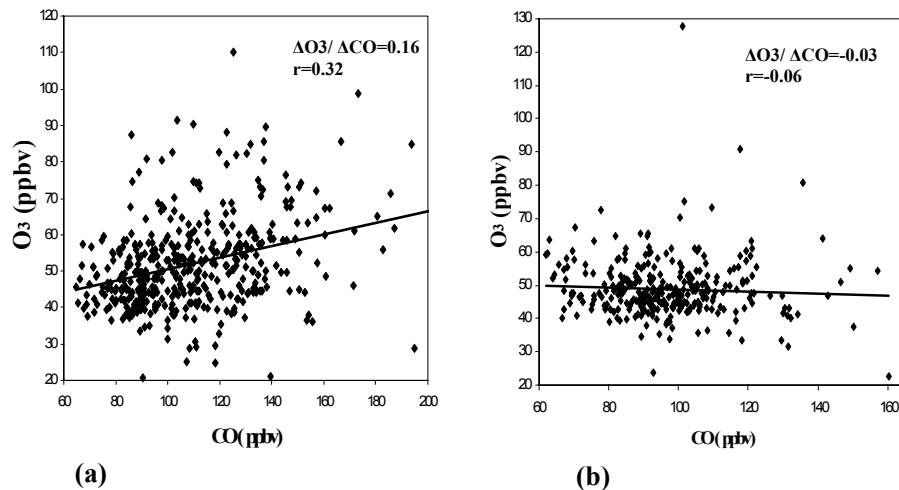 120
110
100
90
80
70
60
50
40
30
20
O3 (ppbv)
ΔO3/ ΔCO=0.16
r=0.32
60 80 100 120 140 160 180 200
CO(ppbv)
(a)
130
120
110
100
90
80
70
60
50
40
30
20
O3 (ppbv)
ΔO3/ ΔCO=-0.03
r=-0.06
60 80 100 120 140 160
CO(ppbv)
(b)